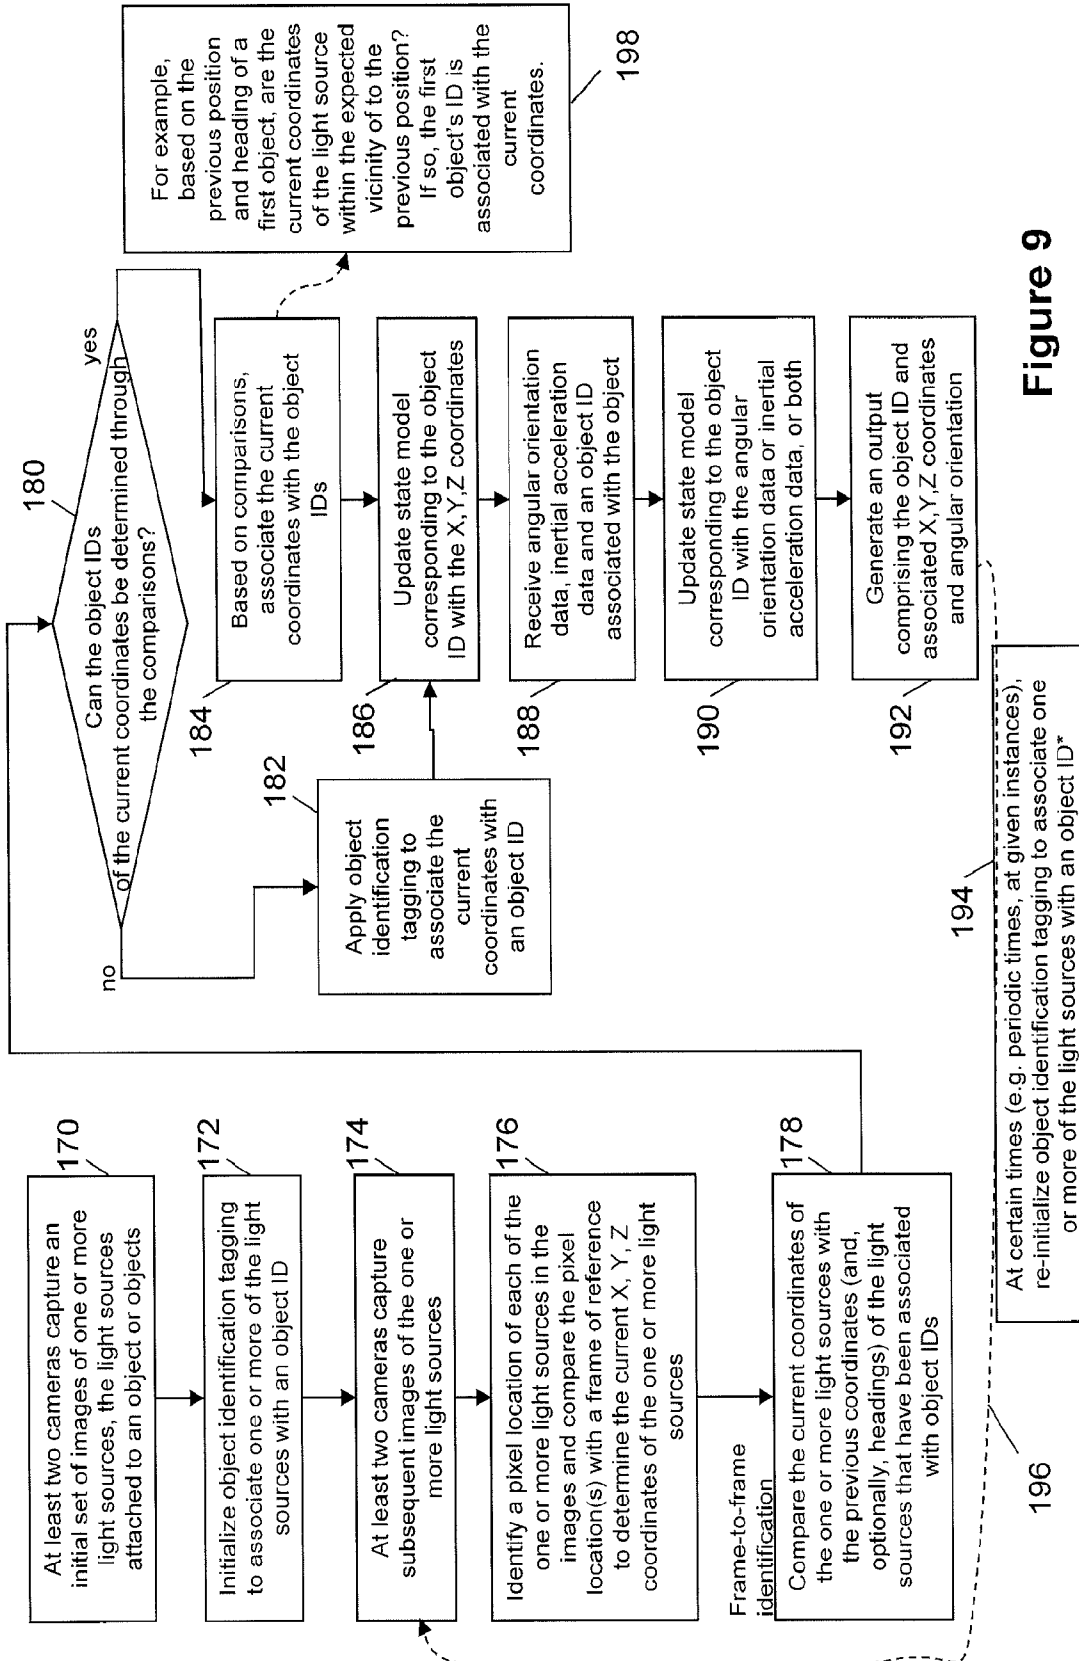 At least two cameras capture an
initial set of images of one or more
light sources, the light sources
attached to an object or objects
170
Initialize object identification tagging
to associate one or more of the light
sources with an object ID
172
At least two cameras capture
subsequent images of the one or
more light sources
174
Identify a pixel location of each of the
one or more light sources in the
images and compare the pixel
location(s) with a frame of reference
to determine the current X, Y, Z
coordinates of the one or more light
sources
176
Frame-to-frame
identification
Compare the current coordinates of
the one or more light sources with
the previous coordinates (and,
optionally, headings) of the light
sources that have been associated
with object IDs
178
Can the object IDs
of the current coordinates be determined through
the comparisons?
180
no
yes
Apply object
identification
tagging to
associate the
current
coordinates with
an object ID
182
Based on comparisons,
associate the current
coordinates with the object
IDs
184
Update state model
corresponding to the object
ID with the X,Y,Z coordinates
186
Receive angular orientation
data, inertial acceleration
data and an object ID
associated with the object
188
Update state model
corresponding to the object
ID with the angular
orientation data or inertial
acceleration data, or both
190
Generate an output
comprising the object ID and
associated X,Y,Z coordinates
and angular orientation
192
For example,
based on the
previous position
and heading of a
first object, are the
current coordinates
of the light source
within the expected
vicinity of to the
previous position?
If so, the first
object's ID is
associated with the
current
coordinates.
198
194
At certain times (e.g. periodic times, at given instances),
re-initialize object identification tagging to associate one
or more of the light sources with an object ID*
196
Figure 9